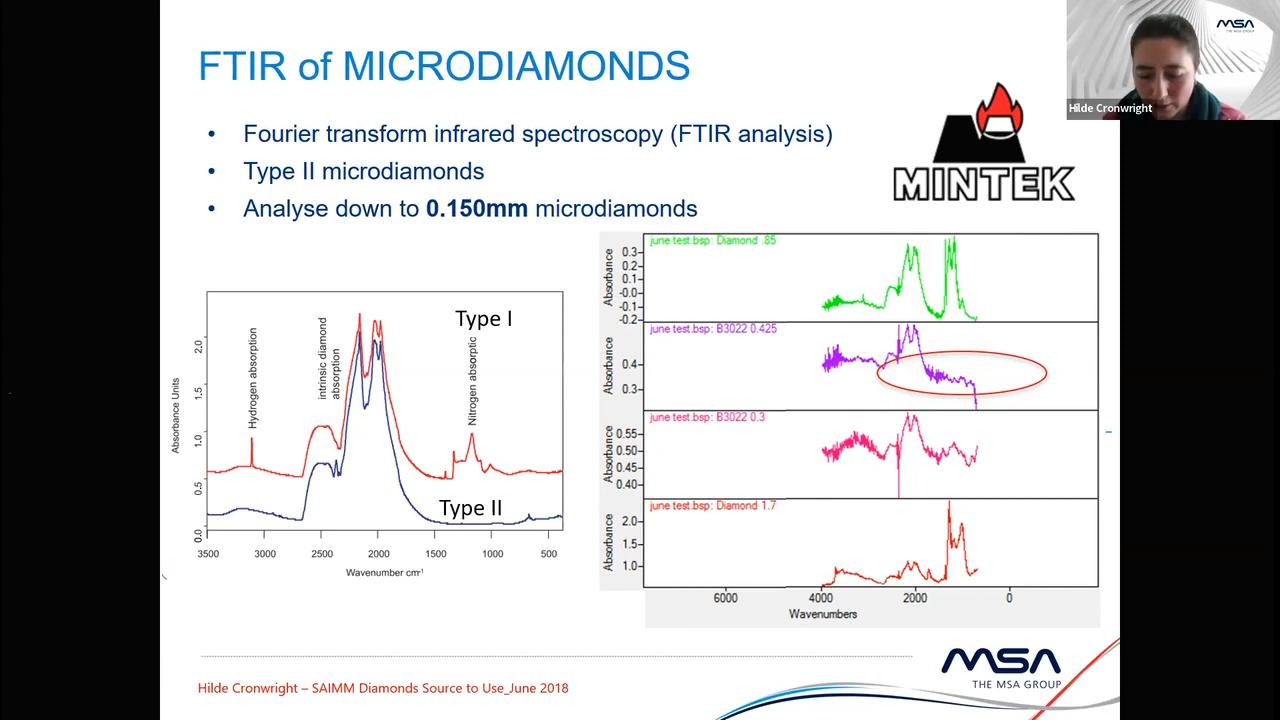 FTIR of MICRODIAMONDS
MSA
THE MSA GROUP
Hilde Cronwright
• Fourier transform infrared spectroscopy (FTIR analysis)
• Type II microdiamonds
• Analyse down to 0.150mm microdiamonds
MINTEK
Type I
Type II
Hydrogen absorption
intrinsic diamond
absorption
Nitrogen absorptic
Absorbance Units
2.0
1.5
1.0
0.5
0.0
3500 3000 2500 2000 1500 1000 500
Wavenumber cm-1
june test.bsp: Diamond .85
Absorbance
0.3
0.2
0.1
-0.0
-0.1
-0.2
june test.bsp: B3022 0.425
Absorbance
0.4
0.3
june test.bsp: B3022 0.3
Absorbance
0.55
0.50
0.45
0.40
june test.bsp: Diamond 1.7
Absorbance
2.0
1.5
1.0
6000 4000 2000 0
Wavenumbers
Hilde Cronwright – SAIMM Diamonds Source to Use_June 2018
MSA
THE MSA GROUP